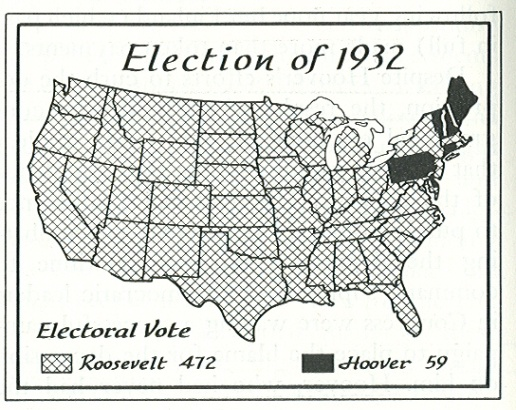 Election of 1932
Electoral Vote
Roosevelt 472
Hoover 59